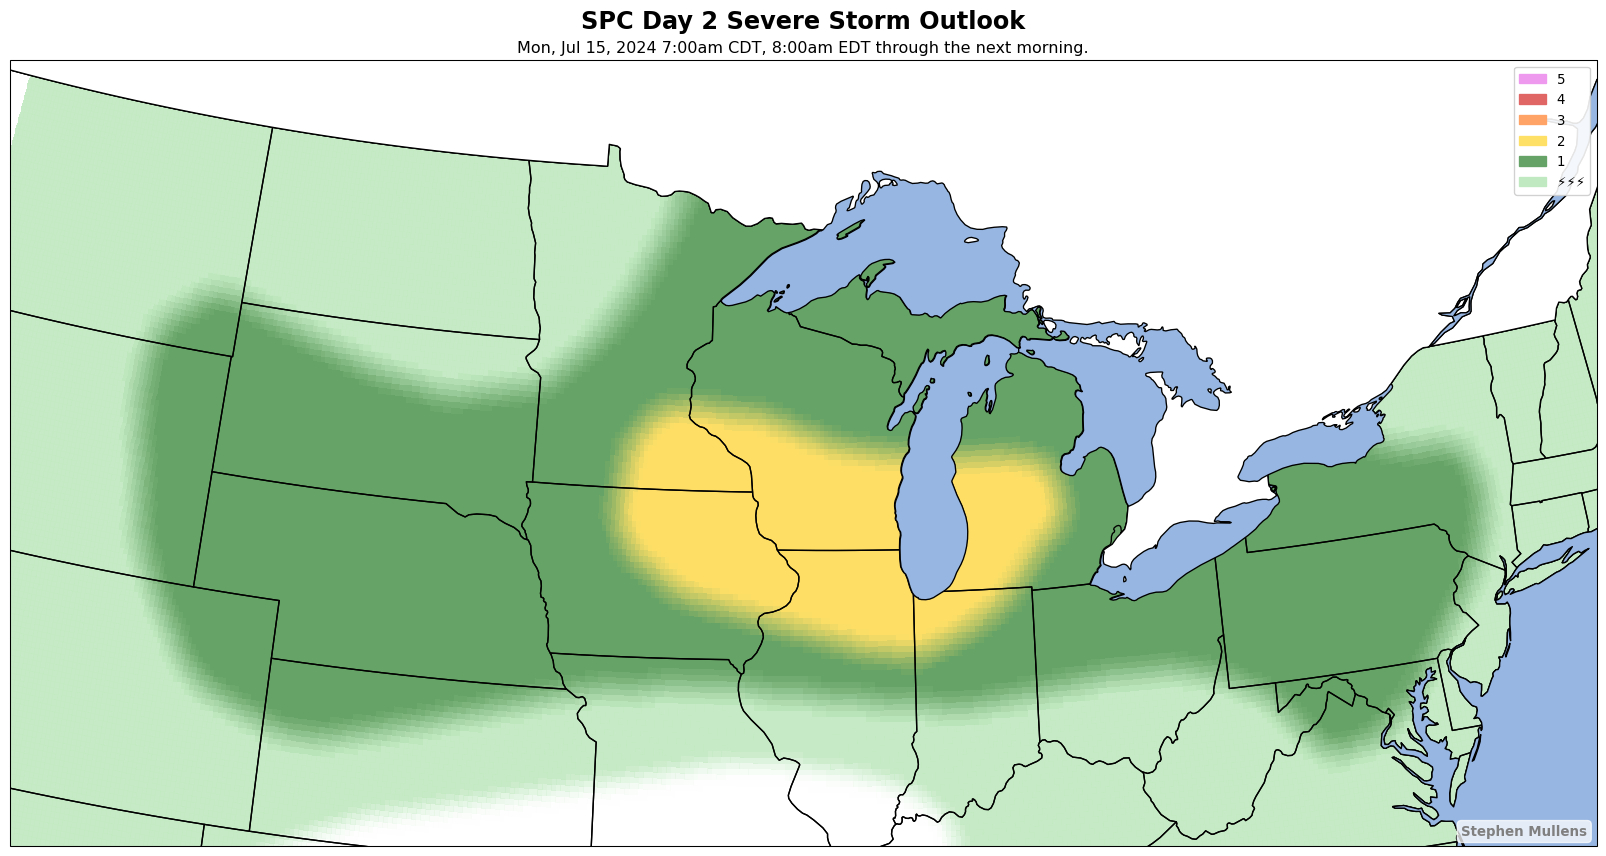 SPC Day 2 Severe Storm Outlook
Mon, Jul 15, 2024 7:00am CDT, 8:00am EDT through the next morning.
5
4
3
2
1
⚡⚡⚡
Stephen Mullens